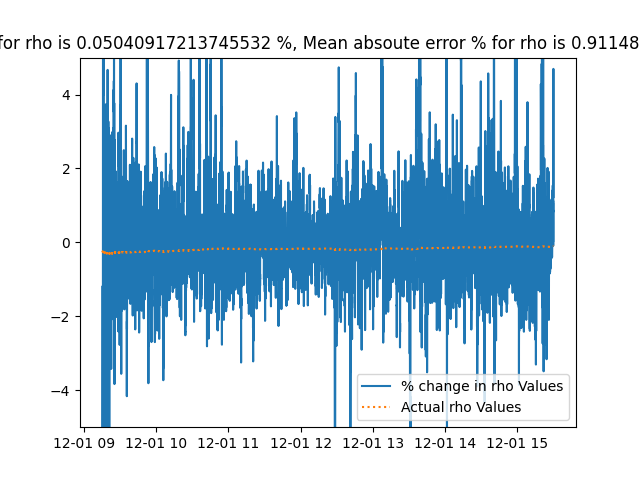 for rho is 0.05040917213745532 %, Mean absoute error % for rho is 0.91148
4
2
0
−2
−4
% change in rho Values
Actual rho Values
12-01 09 12-01 10 12-01 11 12-01 12 12-01 13 12-01 14 12-01 15